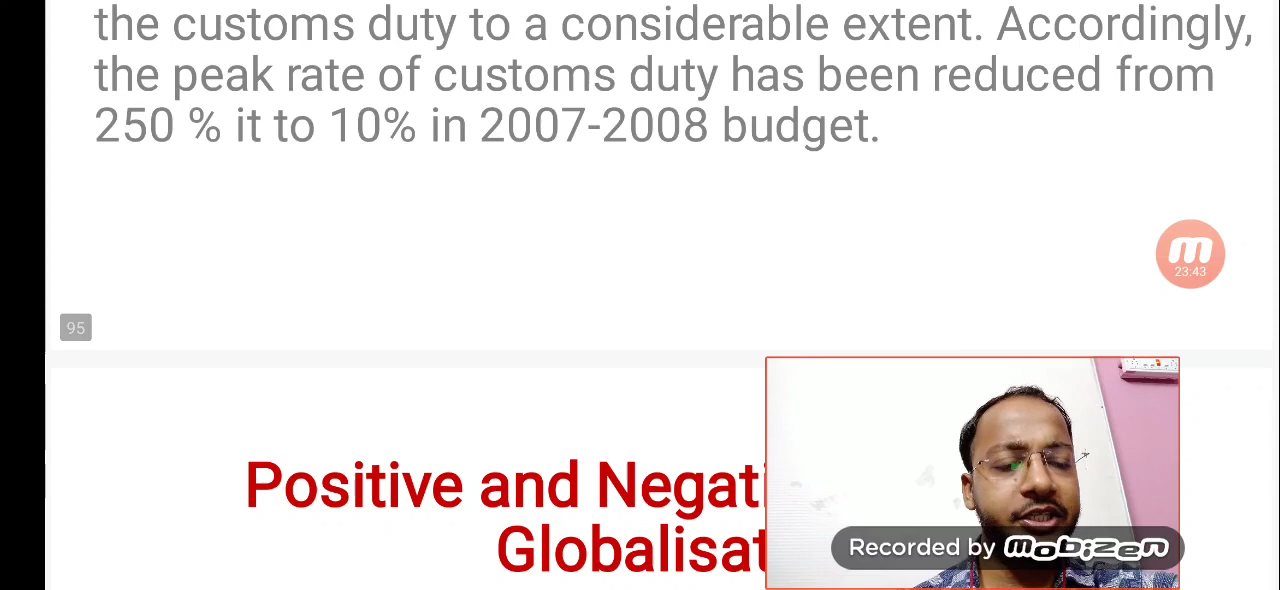 the customs duty to a considerable extent. Accordingly,
the peak rate of customs duty has been reduced from
250 % it to 10% in 2007-2008 budget.
m
23:43
95
Positive and Negati
Globalisat
Recorded by mobizen